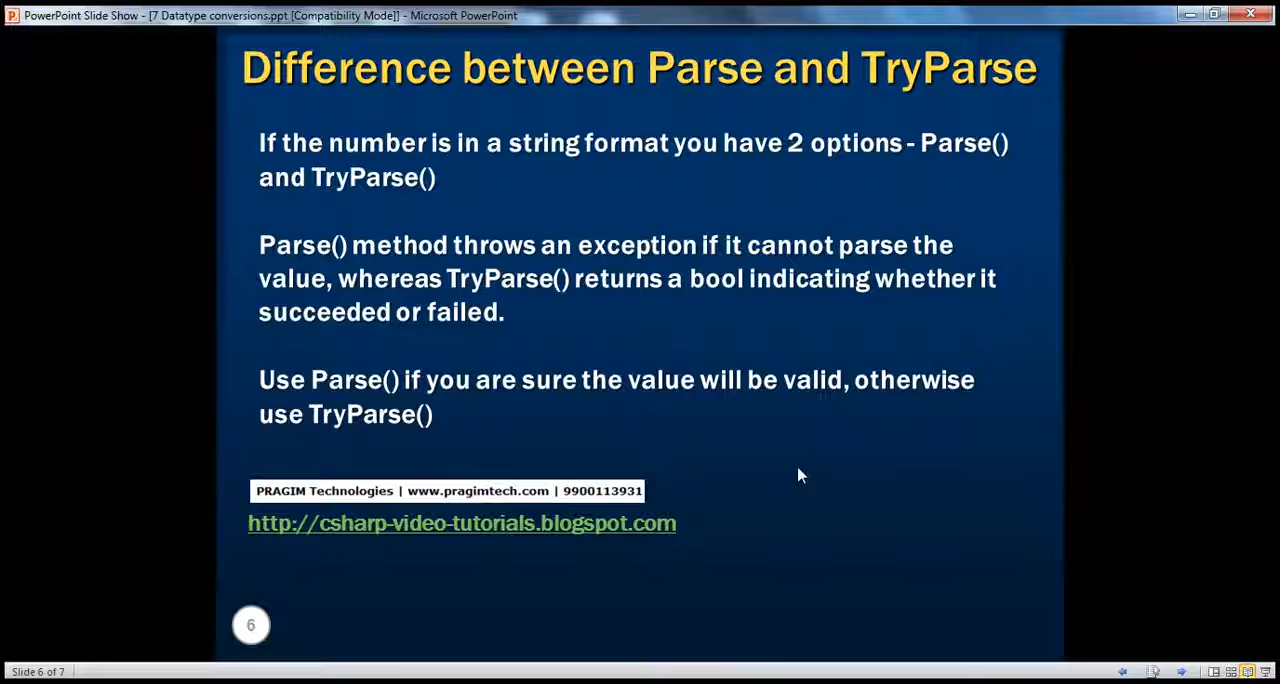 PowerPoint Slide Show - [7 Datatype conversions.ppt [Compatibility Mode]] - Microsoft PowerPoint
Difference between Parse and TryParse
If the number is in a string format you have 2 options - Parse()
and TryParse()
Parse() method throws an exception if it cannot parse the
value, whereas TryParse() returns a bool indicating whether it
succeeded or failed.
Use Parse() if you are sure the value will be valid, otherwise
use TryParse()
PRAGIM Technologies | www.pragimtech.com | 9900113931
http://csharp-video-tutorials.blogspot.com
6
Slide 6 of 7